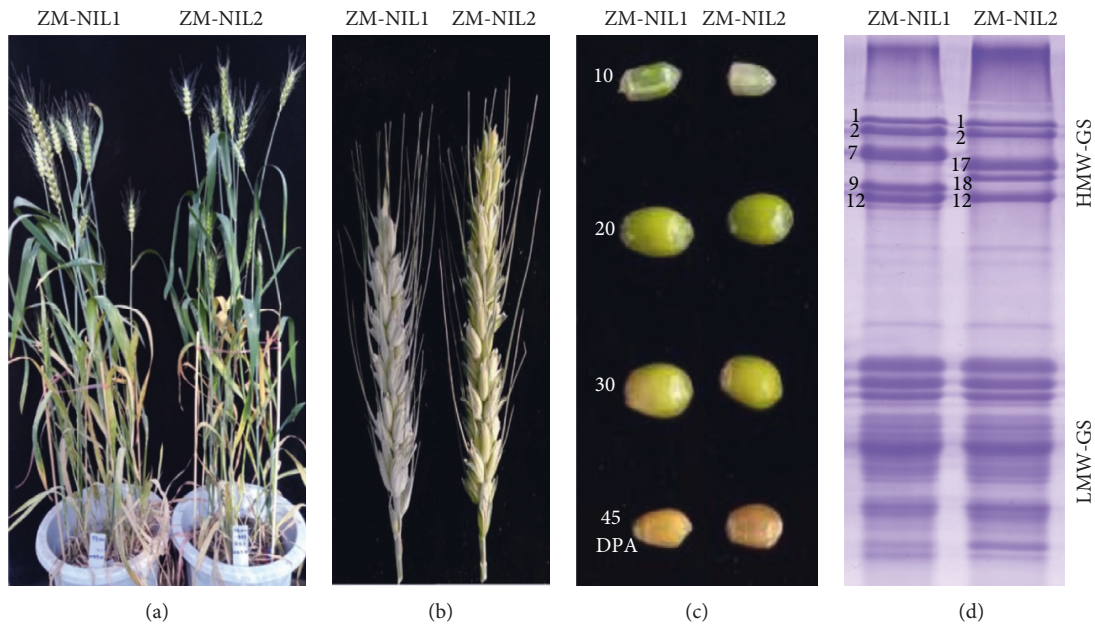 ZM-NIL1 ZM-NIL2
ZM-NIL1 ZM-NIL2
ZM-NIL1 ZM-NIL2
ZM-NIL1 ZM-NIL2
10
20
30
45
DPA
1
2
7
9
12
1
2
17
18
12
HMW-GS
LMW-GS
(a)
(b)
(c)
(d)